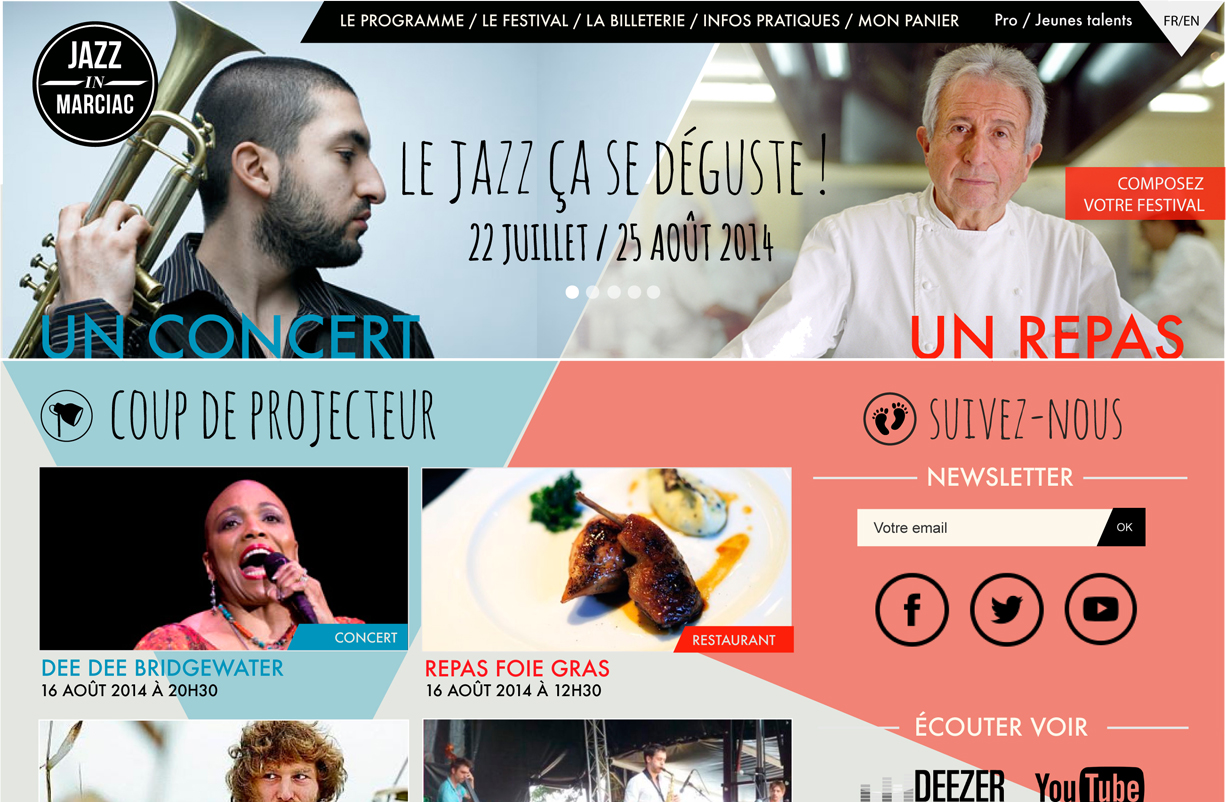 LE PROGRAMME / LE FESTIVAL / LA BILLETERIE / INFOS PRATIQUES / MON PANIER
Pro / Jeunes talents
FR/EN
JAZZ
IN
MARCIAC
LE JAZZ ÇA SE DÉGUSTE !
22 JUILLET / 25 AOÛT 2014
COMPOSEZ
VOTRE FESTIVAL
UN CONCERT
UN REPAS
COUP DE PROJECTEUR
CONCERT
DEE DEE BRIDGEWATER
16 AOÛT 2014 À 20H30
RESTAURANT
REPAS FOIE GRAS
16 AOÛT 2014 À 12H30
SUIVEZ-NOUS
NEWSLETTER
Votre email
OK
ÉCOUTER VOIR
DEEZER
YouTube